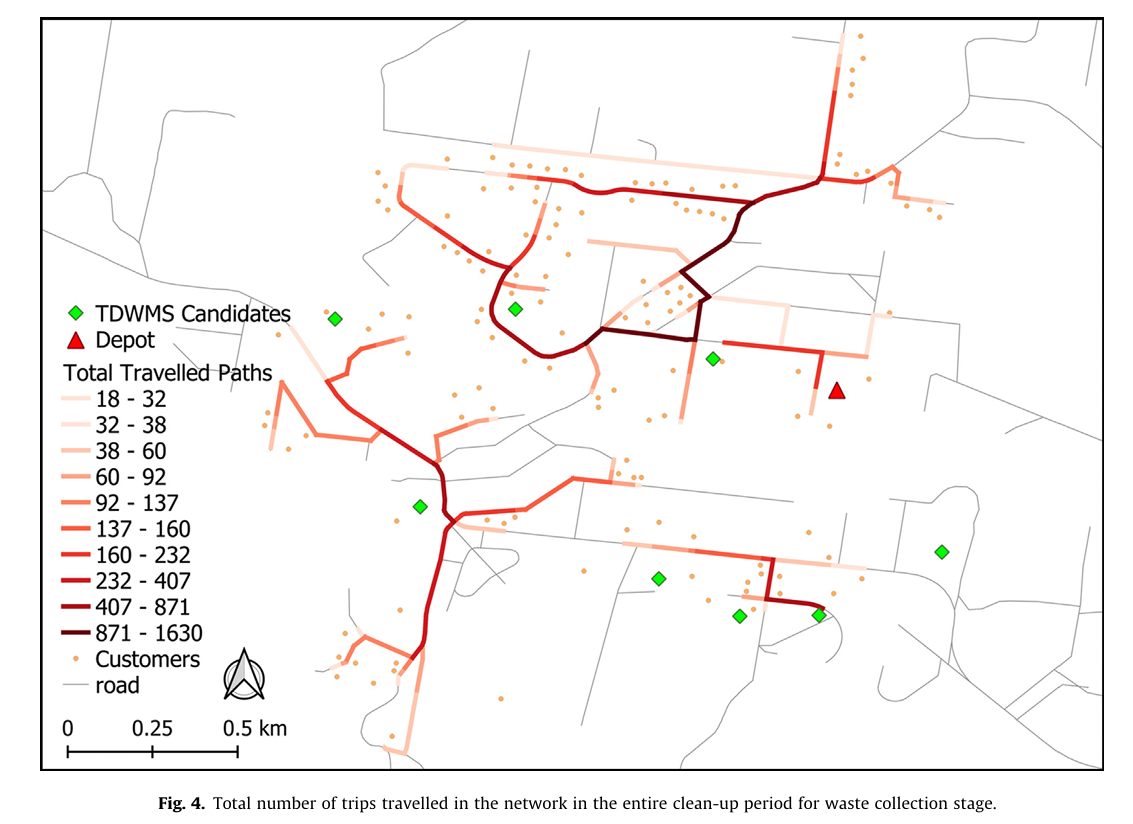 TDWMS Candidates
Depot
Total Travelled Paths
18 - 32
32 - 38
38 - 60
60 - 92
92 - 137
137 - 160
160 - 232
232 - 407
407 - 871
871 - 1630
Customers
road
0 0.25 0.5 km
Fig. 4. Total number of trips travelled in the network in the entire clean-up period for waste collection stage.